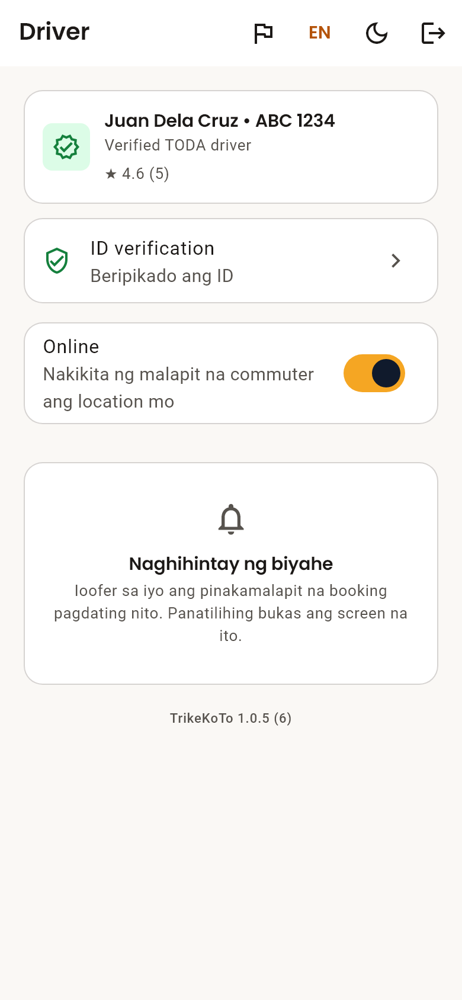 Driver
EN
Juan Dela Cruz • ABC 1234
Verified TODA driver
★ 4.6 (5)
ID verification
Beripikado ang ID
Online
Nakikita ng malapit na commuter
ang location mo
Naghihintay ng biyahe
Ioofer sa iyo ang pinakamalapit na booking
pagdating nito. Panatilihing bukas ang screen na
ito.
TrikeKoTo 1.0.5 (6)